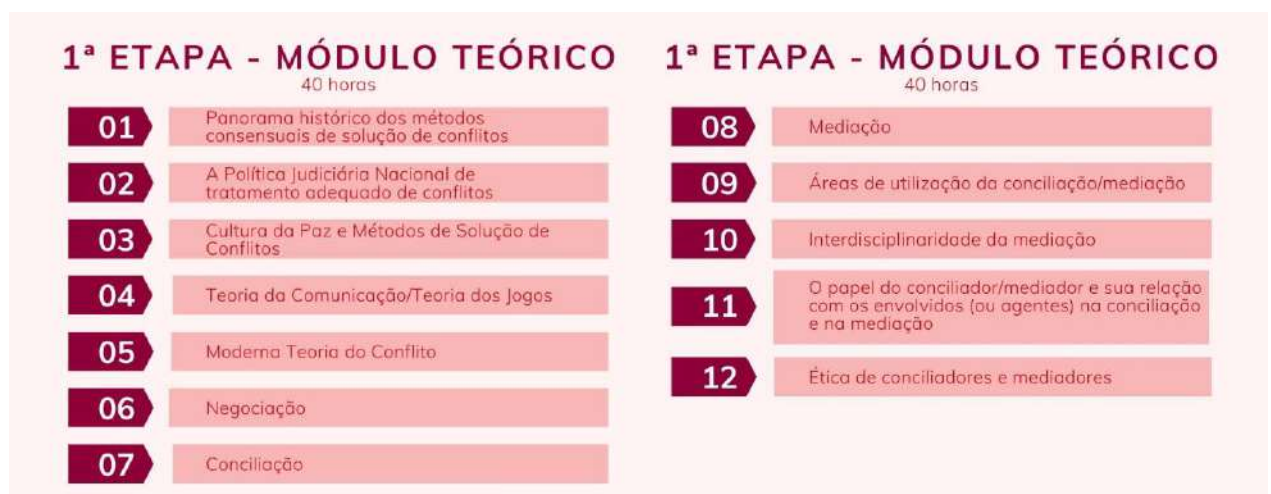 1ª ETAPA - MÓDULO TEÓRICO
40 horas
01
Panorama histórico dos métodos
consensuais de solução de conflitos
02
A Política Judiciária Nacional de
tratamento adequado de conflitos
03
Cultura da Paz e Métodos de Solução de
Conflitos
04
Teoria da Comunicação/Teoria dos Jogos
05
Moderna Teoria do Conflito
06
Negociação
07
Conciliação
1ª ETAPA - MÓDULO TEÓRICO
40 horas
08
Mediação
09
Áreas de utilização da conciliação/mediação
10
Interdisciplinaridade da mediação
11
O papel do conciliador/mediador e sua relação
com os envolvidos (ou agentes) na conciliação
e na mediação
12
Ética de conciliadores e mediadores